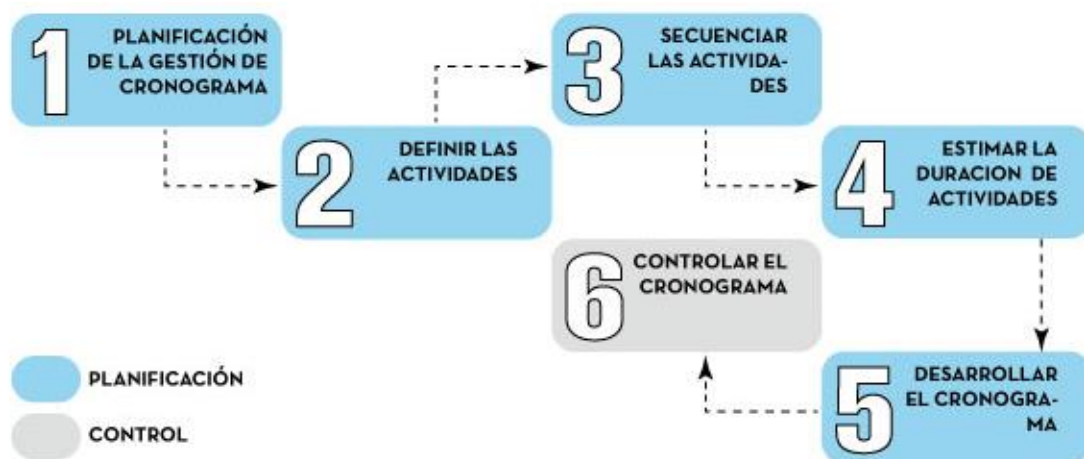 1
PLANIFICACIÓN
DE LA GESTIÓN DE
CRONOGRAMA
2
DEFINIR LAS
ACTIVIDADES
3
SECUENCIAR
LAS ACTIVIDA-
DES
4
ESTIMAR LA
DURACION DE
ACTIVIDADES
5
DESARROLLAR
EL CRONOGRA-
MA
6
CONTROLAR EL
CRONOGRAMA
PLANIFICACIÓN
CONTROL